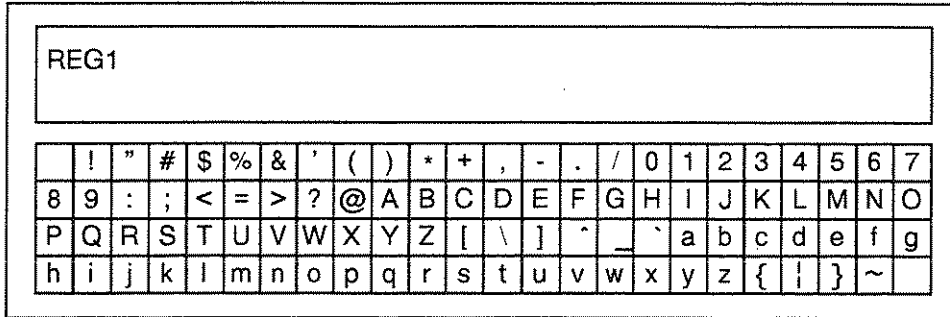 REG1
! " # $ % & ' ( ) * + , - . / 0 1 2 3 4 5 6 7
8 9 : ; < = > ? @ A B C D E F G H I J K L M N O
P Q R S T U V W X Y Z [ \ ] ^ _ ` a b c d e f g
h i j k l m n o p q r s t u v w x y z { ¦ } ~